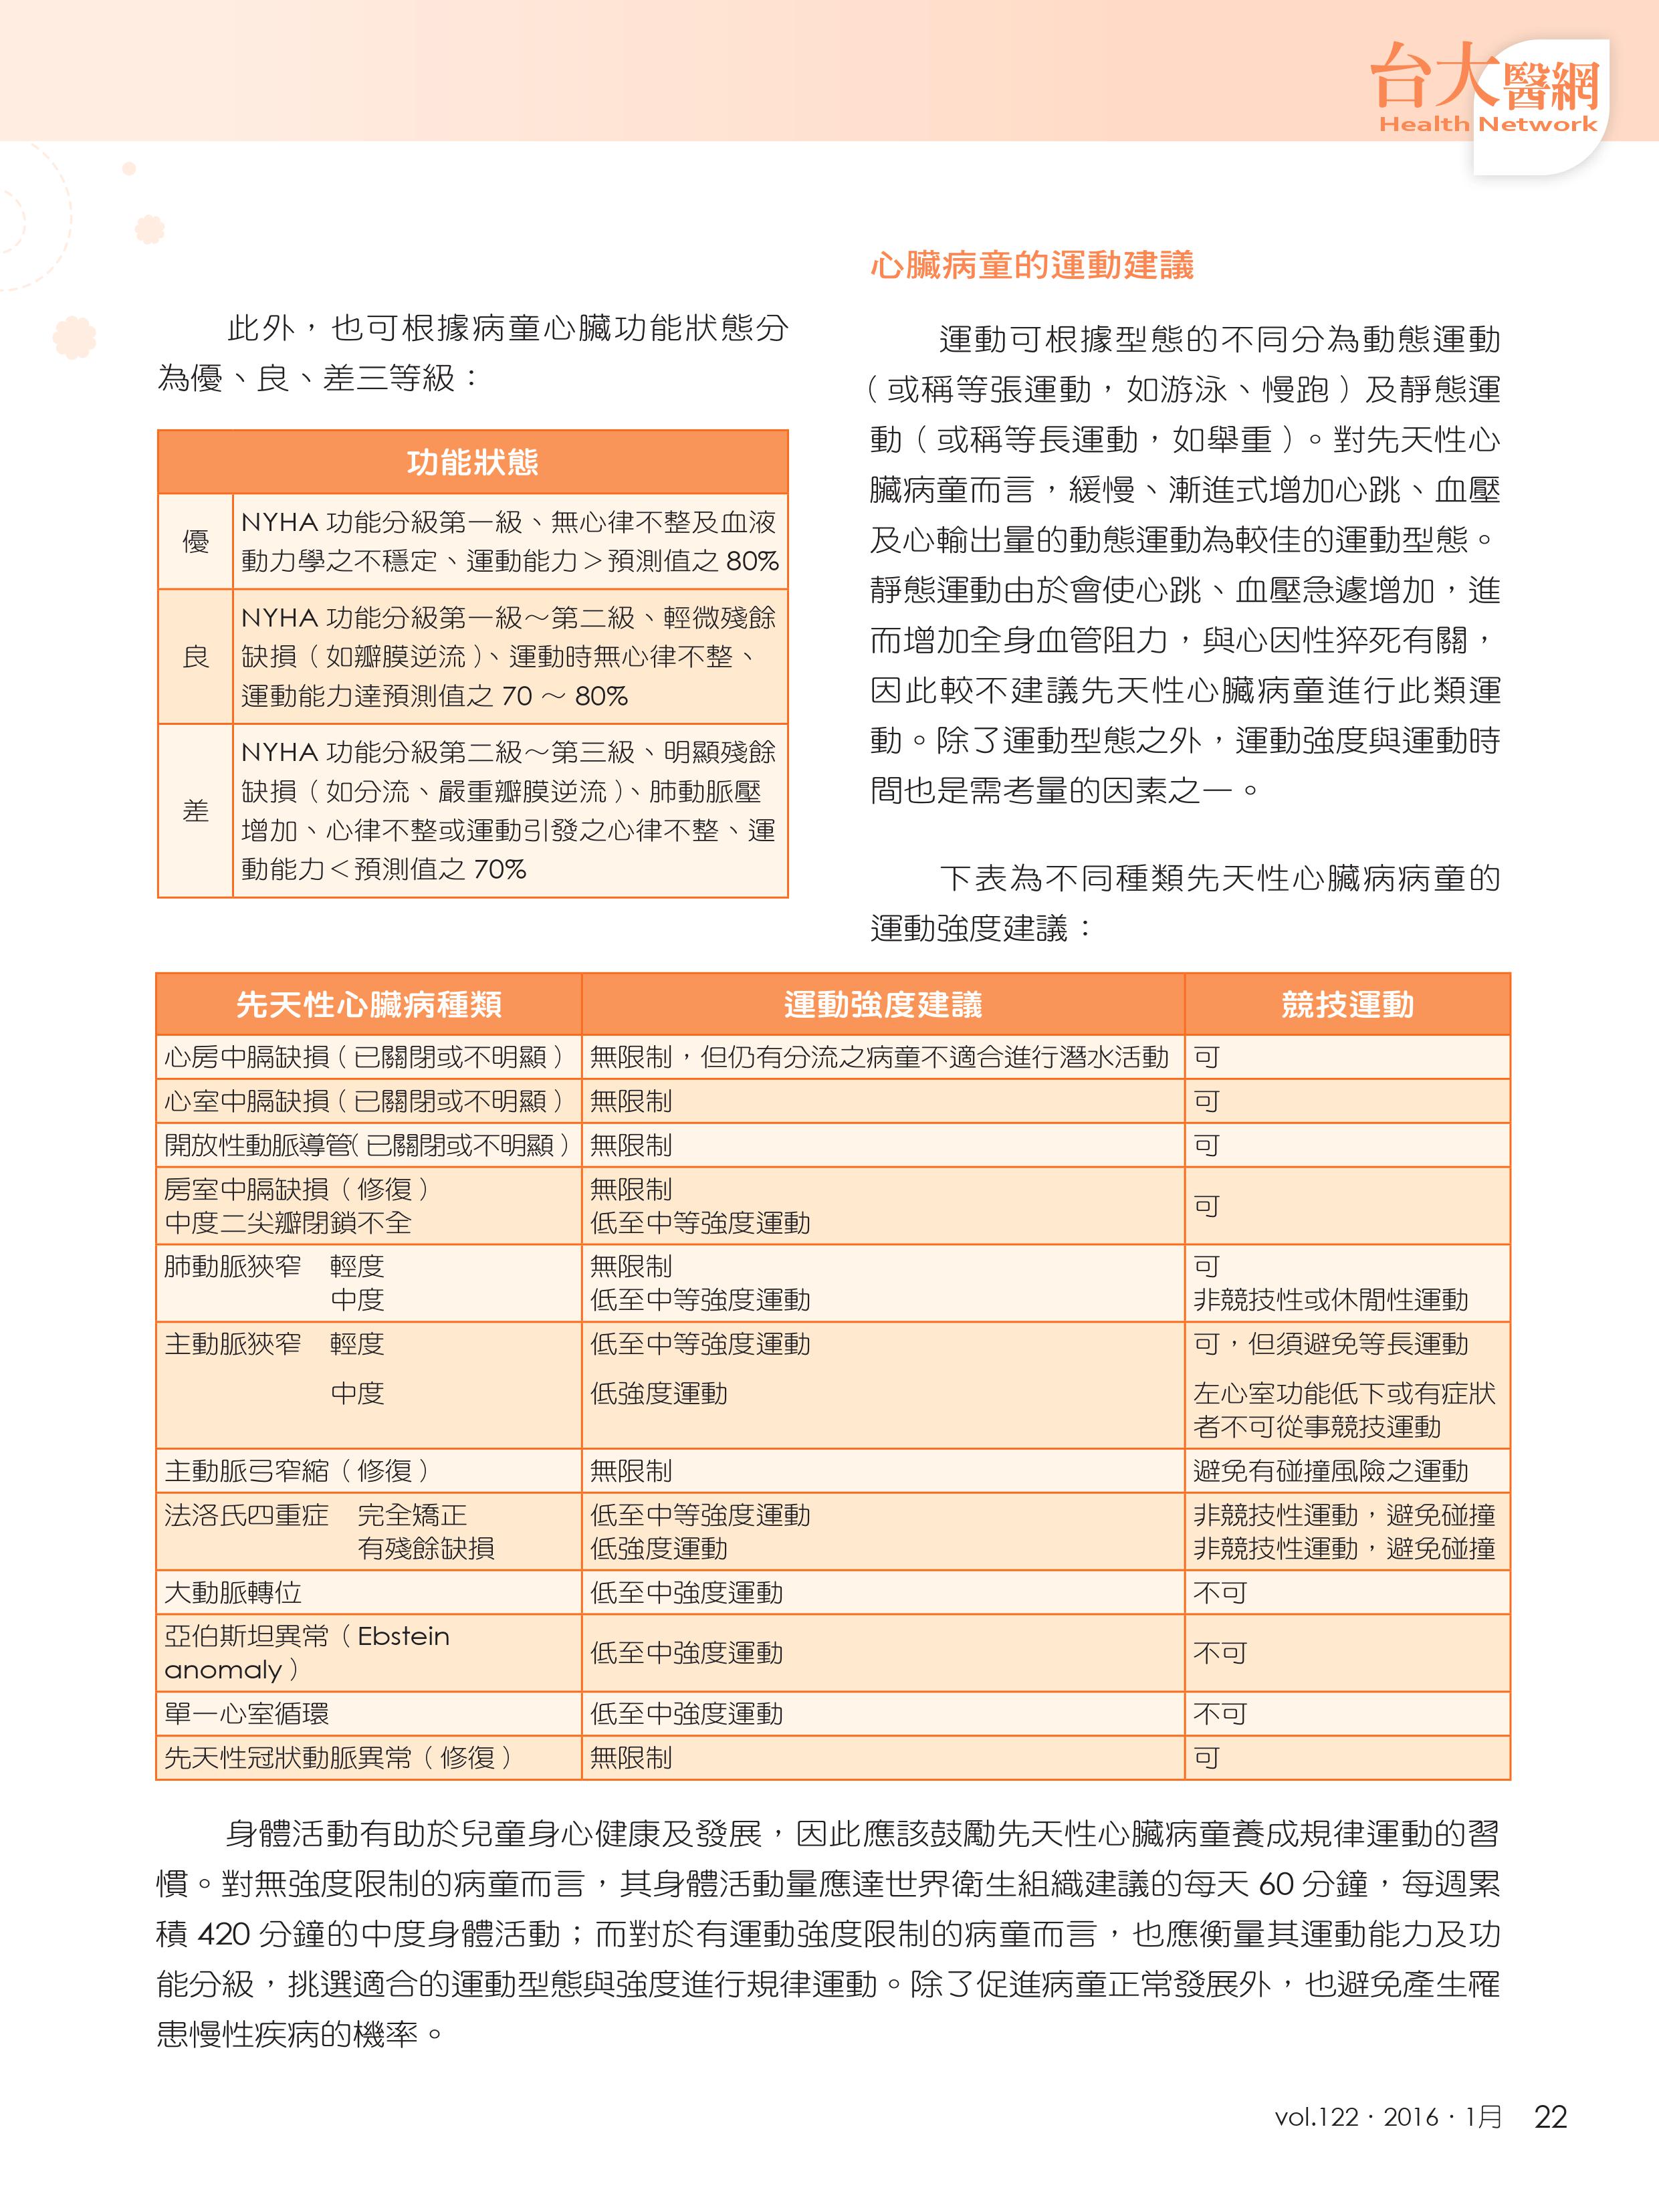 台大醫網
Health Network
此外，也可根據病童心臟功能狀態分
為優、良、差三等級：
功能狀態
優
NYHA 功能分級第一級、無心律不整及血液
動力學之不穩定、運動能力＞預測值之 80%
良
NYHA 功能分級第一級～第二級、輕微殘餘
缺損（如瓣膜逆流）、運動時無心律不整、
運動能力達預測值之 70 ～ 80%
差
NYHA 功能分級第二級～第三級、明顯殘餘
缺損（如分流、嚴重瓣膜逆流）、肺動脈壓
增加、心律不整或運動引發之心律不整、運
動能力＜預測值之 70%
心臟病童的運動建議
運動可根據型態的不同分為動態運動
（或稱等張運動，如游泳、慢跑）及靜態運
動（或稱等長運動，如舉重）。對先天性心
臟病童而言，緩慢、漸進式增加心跳、血壓
及心輸出量的動態運動為較佳的運動型態。
靜態運動由於會使心跳、血壓急遽增加，進
而增加全身血管阻力，與心因性猝死有關，
因此較不建議先天性心臟病童進行此類運
動。除了運動型態之外，運動強度與運動時
間也是需考量的因素之一。
下表為不同種類先天性心臟病病童的
運動強度建議：
先天性心臟病種類 運動強度建議 競技運動
心房中膈缺損（已關閉或不明顯） 無限制，但仍有分流之病童不適合進行潛水活動 可
心室中膈缺損（已關閉或不明顯） 無限制 可
開放性動脈導管（已關閉或不明顯） 無限制 可
房室中膈缺損（修復） 無限制
中度二尖瓣閉鎖不全 低至中等強度運動 可
肺動脈狹窄 輕度 無限制 可
中度 低至中等強度運動 非競技性或休閒性運動
主動脈狹窄 輕度 低至中等強度運動 可，但須避免等長運動
中度 低強度運動 左心室功能低下或有症狀
者不可從事競技運動
主動脈弓窄縮（修復） 無限制 避免有碰撞風險之運動
法洛氏四重症 完全矯正 低至中等強度運動 非競技性運動，避免碰撞
有殘餘缺損 低強度運動 非競技性運動，避免碰撞
大動脈轉位 低至中強度運動 不可
亞伯斯坦異常（Ebstein
anomaly） 低至中強度運動 不可
單一心室循環 低至中強度運動 不可
先天性冠狀動脈異常（修復） 無限制 可
身體活動有助於兒童身心健康及發展，因此應該鼓勵先天性心臟病童養成規律運動的習
慣。對無強度限制的病童而言，其身體活動量應達世界衛生組織建議的每天 60 分鐘，每週累
積 420 分鐘的中度身體活動；而對於有運動強度限制的病童而言，也應衡量其運動能力及功
能分級，挑選適合的運動型態與強度進行規律運動。除了促進病童正常發展外，也避免產生罹
患慢性疾病的機率。
vol.122．2016．1月 22